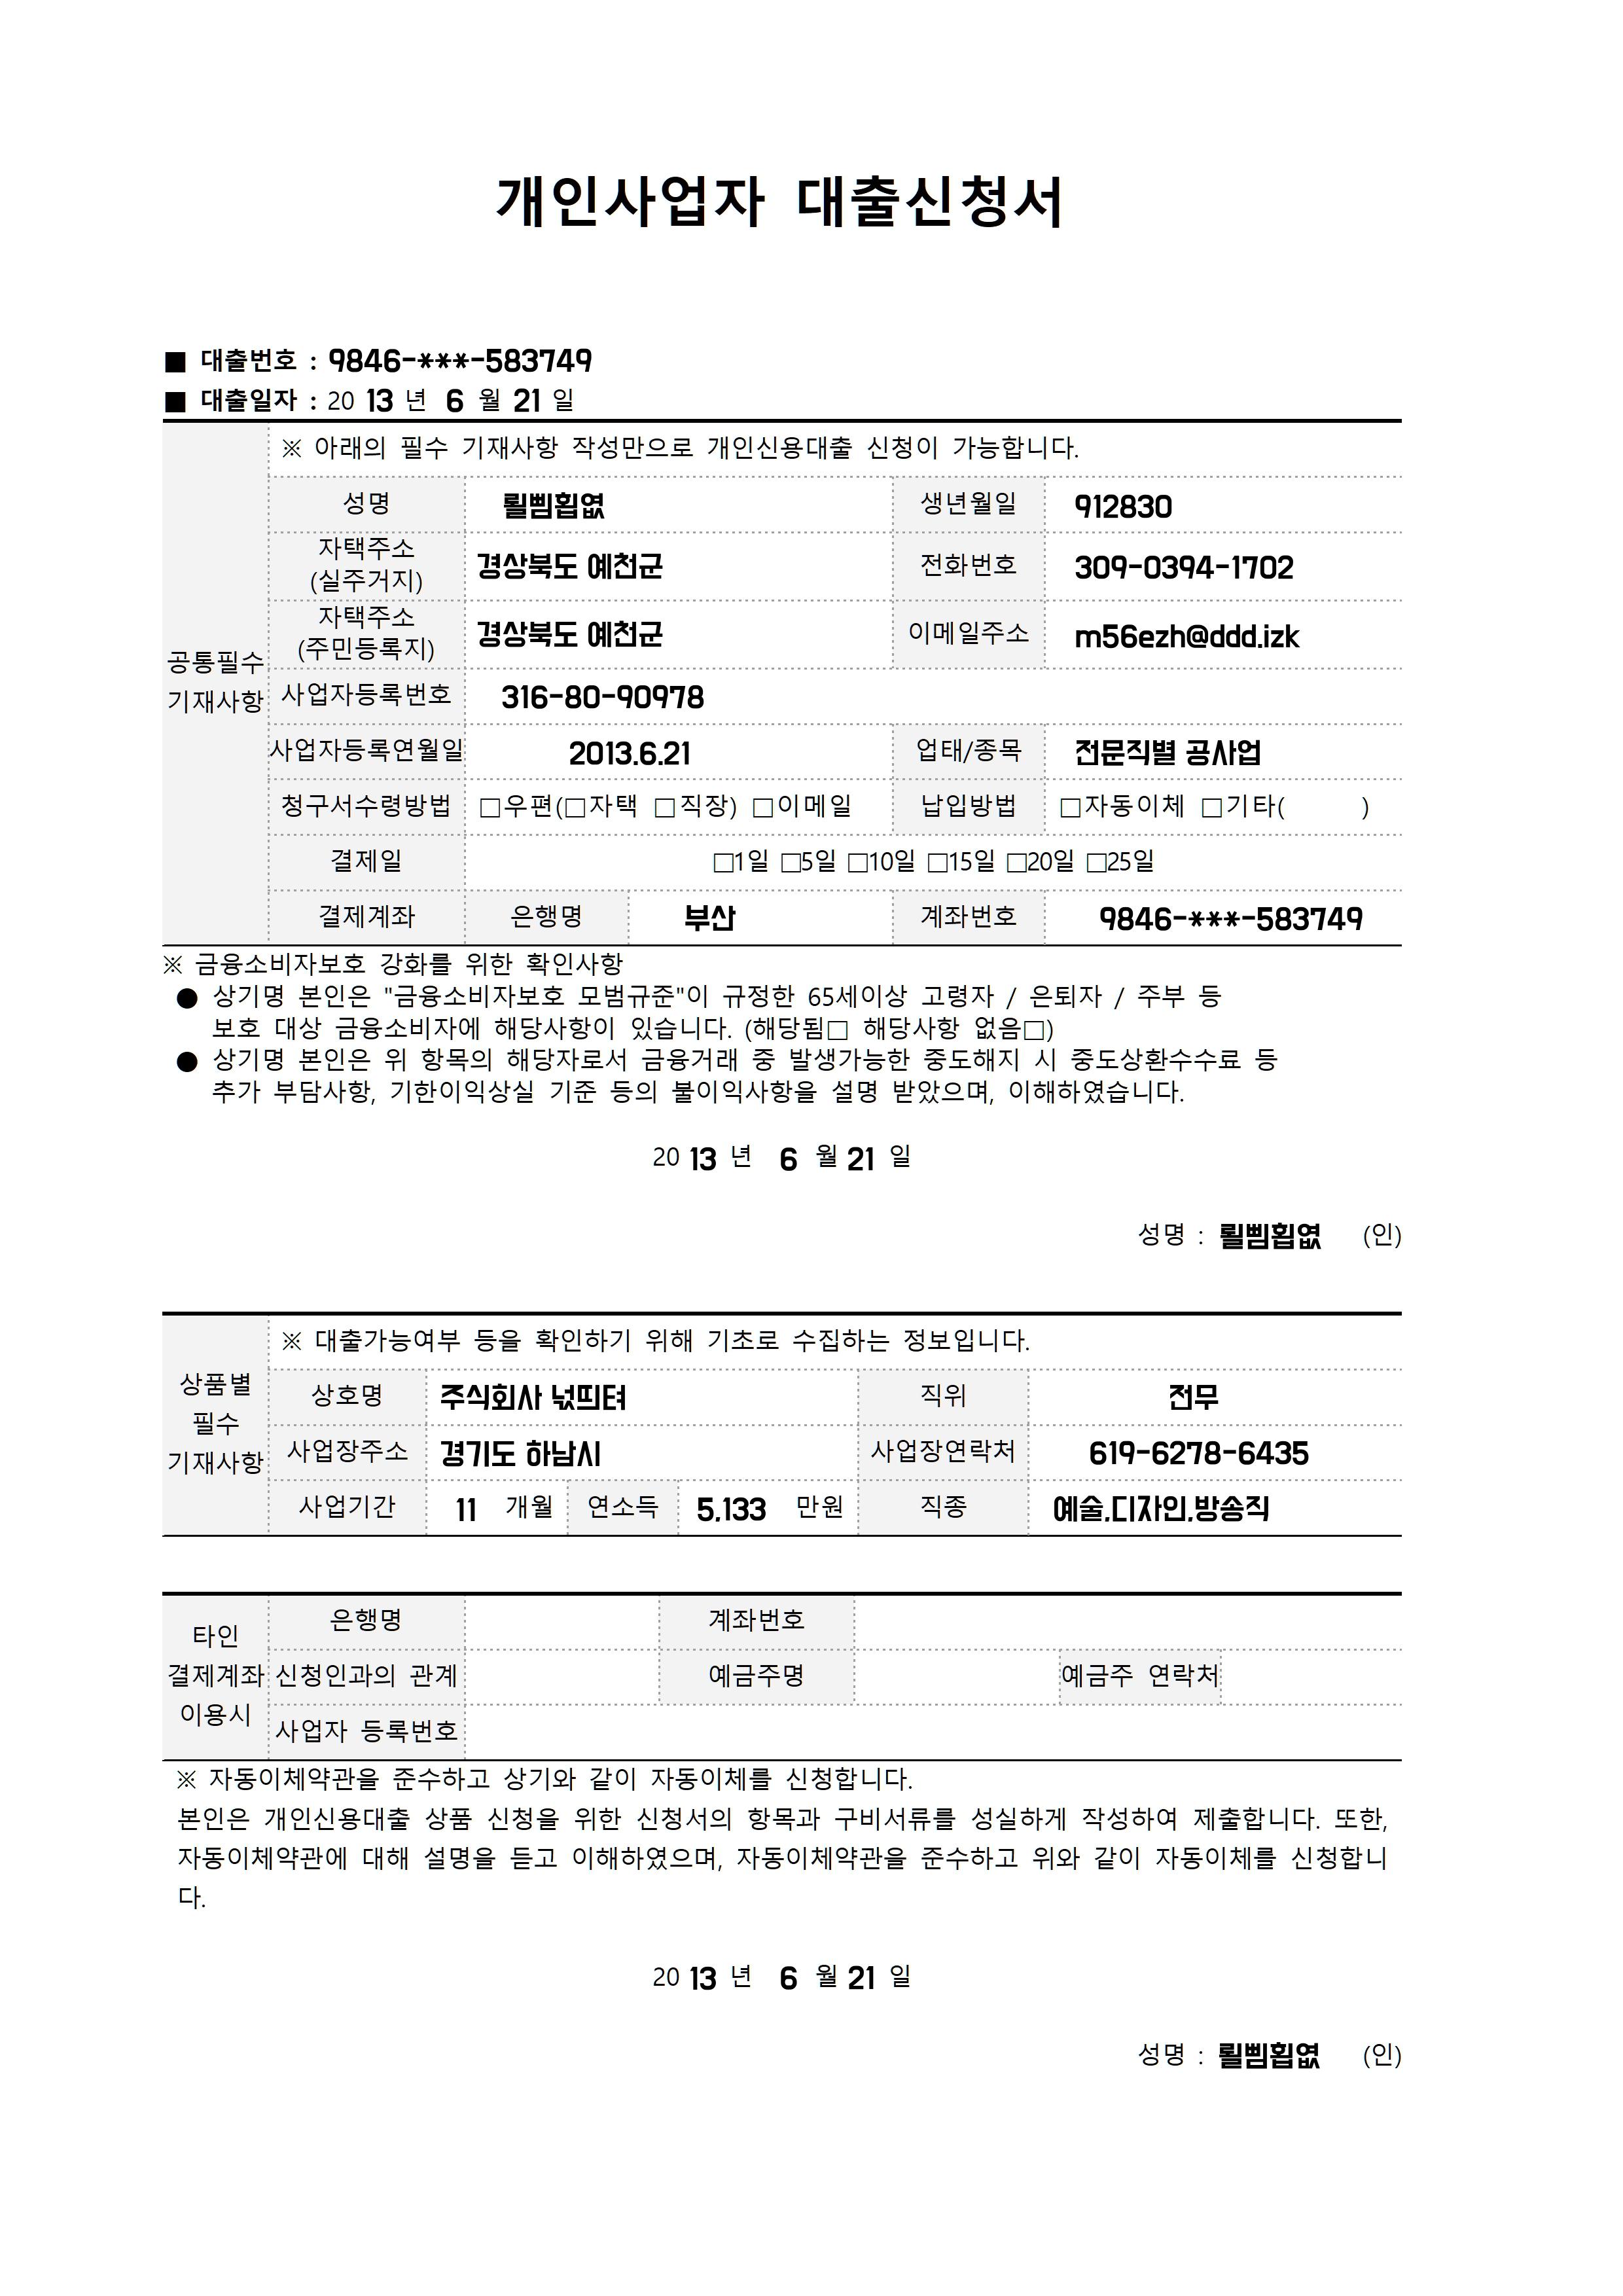 개인사업자 대출신청서
■ 대출번호 : 9846-***-583749
■ 대출일자 : 20 13 년 6 월 21 일
※ 아래의 필수 기재사항 작성만으로 개인신용대출 신청이 가능합니다.
공통필수
기재사항
성명 생년월일 912830
자택주소
(실주거지) 경상북도 예천군 전화번호 309-0394-1702
자택주소
(주민등록지) 경상북도 예천군 이메일주소 m56ezh@ddd.izk
사업자등록번호 316-80-90978
사업자등록연월일 2013.6.21 업태/종목 전문직별 공사업
청구서수령방법 □우편(□자택 □직장) □이메일 납입방법 □자동이체 □기타( )
결제일 □1일 □5일 □10일 □15일 □20일 □25일
결제계좌 은행명 부산 계좌번호 9846-***-583749
※ 금융소비자보호 강화를 위한 확인사항
● 상기명 본인은 "금융소비자보호 모범규준"이 규정한 65세이상 고령자 / 은퇴자 / 주부 등
보호 대상 금융소비자에 해당사항이 있습니다. (해당됨□ 해당사항 없음□)
● 상기명 본인은 위 항목의 해당자로서 금융거래 중 발생가능한 중도해지 시 중도상환수수료 등
추가 부담사항, 기한이익상실 기준 등의 불이익사항을 설명 받았으며, 이해하였습니다.
20 13 년 6 월 21 일
성명 : (인)
※ 대출가능여부 등을 확인하기 위해 기초로 수집하는 정보입니다.
상품별
필수
기재사항
상호명 주식회사 직위 전무
사업장주소 경기도 하남시 사업장연락처 619-6278-6435
사업기간 11 개월 연소득 5,133 만원 직종 예술.디자인.방송직
타인
결제계좌
이용시
은행명 계좌번호
신청인과의 관계 예금주명 예금주 연락처
사업자 등록번호
※ 자동이체약관을 준수하고 상기와 같이 자동이체를 신청합니다.
본인은 개인신용대출 상품 신청을 위한 신청서의 항목과 구비서류를 성실하게 작성하여 제출합니다. 또한,
자동이체약관에 대해 설명을 듣고 이해하였으며, 자동이체약관을 준수하고 위와 같이 자동이체를 신청합니
다.
20 13 년 6 월 21 일
성명 : (인)